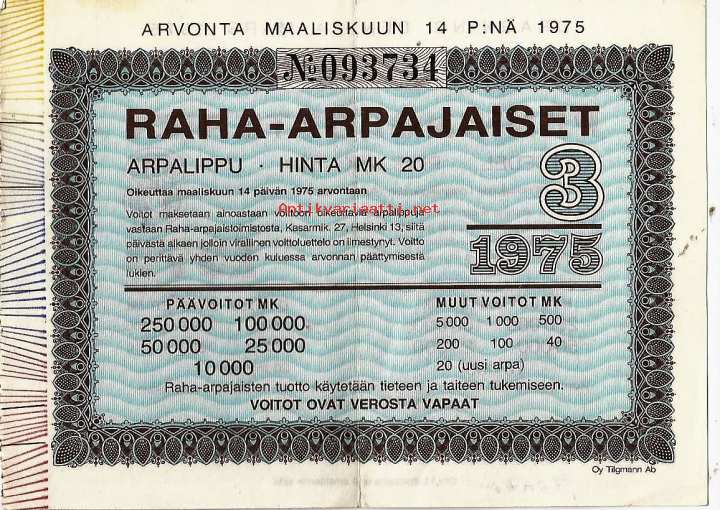 ARVONTA MAALISKUUN 14 P:NÄ 1975
№093734
RAHA-ARPAJAISET
ARPALIPPU · HINTA MK 20
3
1975
Oikeuttaa maaliskuun 14 päivän 1975 arvontaan
Antikvariaatti.net
Voitot maksetaan ainoastaan voittoon oikeuttavia arpalippuja
vastaan Raha-arpajaistoimistosta, Kasarmik. 27, Helsinki 13, siitä
päivästä alkaen jolloin virallinen voittoluettelo on ilmestynyt. Voitto
on perittävä yhden vuoden kuluessa arvonnan päättymisestä
lukien.
PÄÄVOITOT MK
250 000 100 000
50 000 25 000
10 000
MUUT VOITOT MK
5 000 1 000 500
200 100 40
20 (uusi arpa)
Raha-arpajaisten tuotto käytetään tieteen ja taiteen tukemiseen.
VOITOT OVAT VEROSTA VAPAAT
Oy Tilgmann Ab